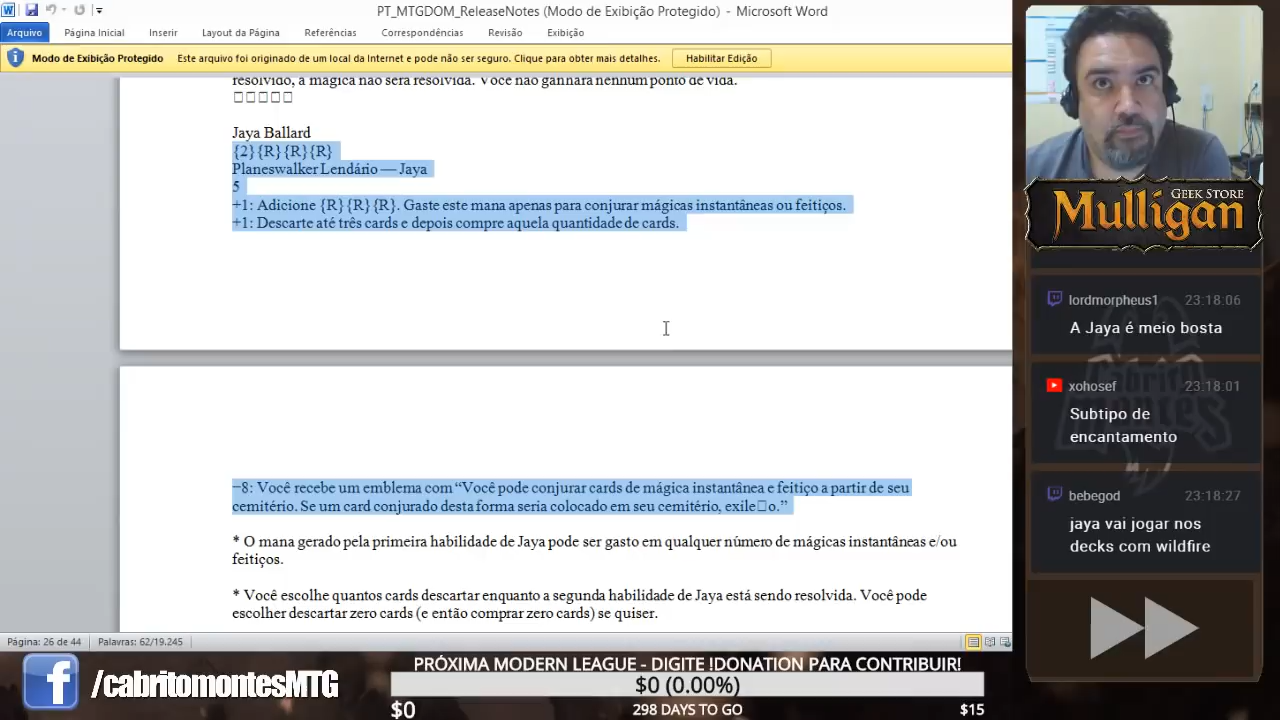 PT_MTGDOM_ReleaseNotes (Modo de Exibição Protegido) - Microsoft Word
Arquivo Página Inicial Inserir Layout da Página Referências Correspondências Revisão Exibição
Modo de Exibição Protegido Este arquivo foi originado de um local da Internet e pode não ser seguro. Clique para obter mais detalhes. Habilitar Edição
resolvido, a mágica não será resolvida. Você não ganhará nenhum ponto de vida.
□□□□□
Jaya Ballard
{2}{R}{R}{R}
Planeswalker Lendário — Jaya
5
+1: Adicione {R}{R}{R}. Gaste este mana apenas para conjurar mágicas instantâneas ou feitiços.
+1: Descarte até três cards e depois compre aquela quantidade de cards.
−8: Você recebe um emblema com “Você pode conjurar cards de mágica instantânea e feitiço a partir de seu
cemitério. Se um card conjurado desta forma seria colocado em seu cemitério, exile□o.”
* O mana gerado pela primeira habilidade de Jaya pode ser gasto em qualquer número de mágicas instantâneas e/ou
feitiços.
* Você escolhe quantos cards descartar enquanto a segunda habilidade de Jaya está sendo resolvida. Você pode
escolher descartar zero cards (e então comprar zero cards) se quiser.
Página: 26 de 44 Palavras: 62/19.245
GEEK STORE
Mulligan
lordmorpheus1 23:18:06
A Jaya é meio bosta
xohosef 23:18:01
Subtipo de
encantamento
bebegod 23:18:27
jaya vai jogar nos
decks com wildfire
Cabrito
montes
f /cabritomontesMTG
PRÓXIMA MODERN LEAGUE - DIGITE !DONATION PARA CONTRIBUIR!
$0 (0.00%)
$0 298 DAYS TO GO $15